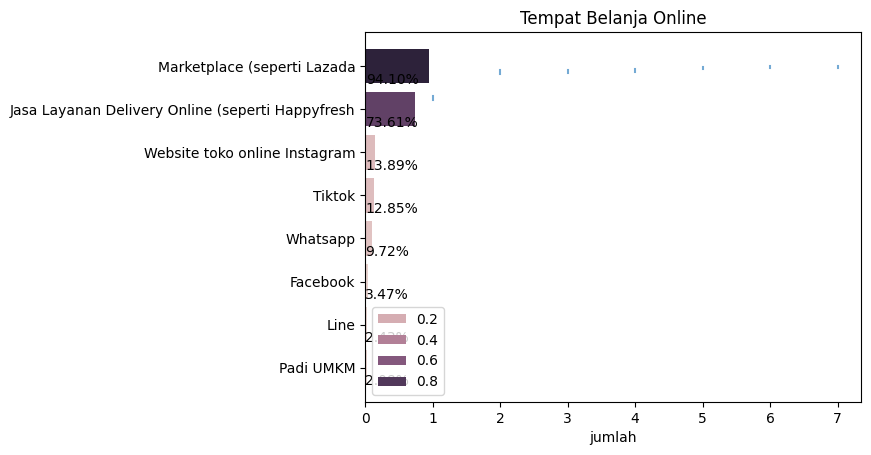 Tempat Belanja Online
Marketplace (seperti Lazada
94.10%
Jasa Layanan Delivery Online (seperti Happyfresh
73.61%
Website toko online Instagram
13.89%
Tiktok
12.85%
Whatsapp
9.72%
Facebook
3.47%
Line
Padi UMKM
0.2
0.4
0.6
0.8
0 1 2 3 4 5 6 7
jumlah